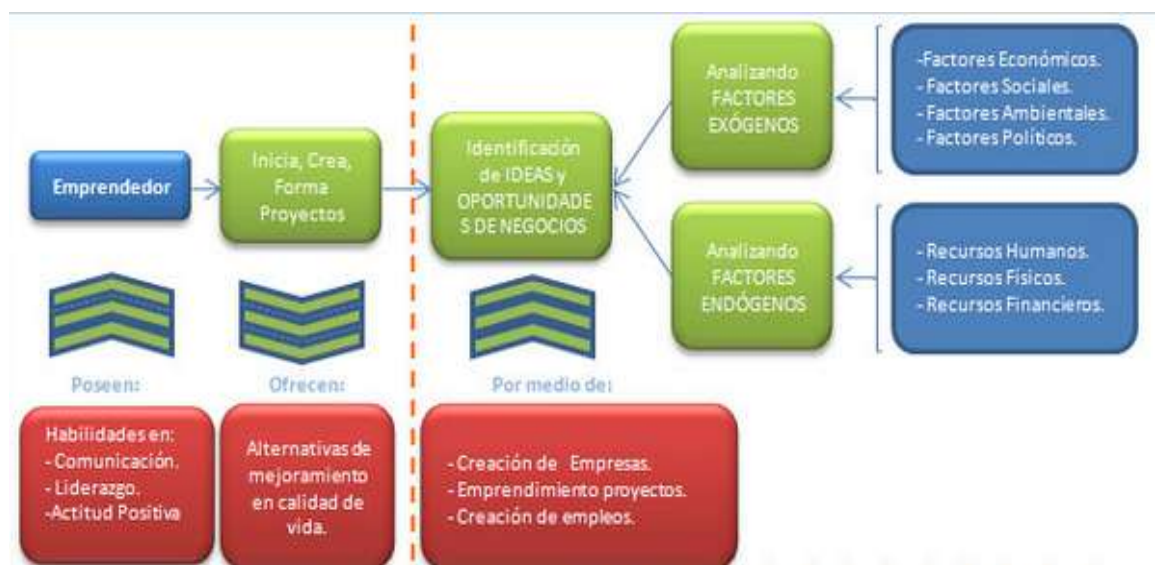 Emprendedor
Inicia, Crea,
Forma
Proyectos
Identificación
de IDEAS y
OPORTUNIDADE
S DE NEGOCIOS
Analizando
FACTORES
EXÓGENOS
-Factores Económicos.
- Factores Sociales.
- Factores Ambientales.
- Factores Políticos.
Analizando
FACTORES
ENDÓGENOS
- Recursos Humanos.
- Recursos Físicos.
- Recursos Financieros.
Poseen:
Ofrecen:
Por medio de:
Habilidades en:
- Comunicación.
- Liderazgo.
-Actitud Positiva
Alternativas de
mejoramiento
en calidad de
vida.
- Creación de Empresas.
- Emprendimiento proyectos.
- Creación de empleos.